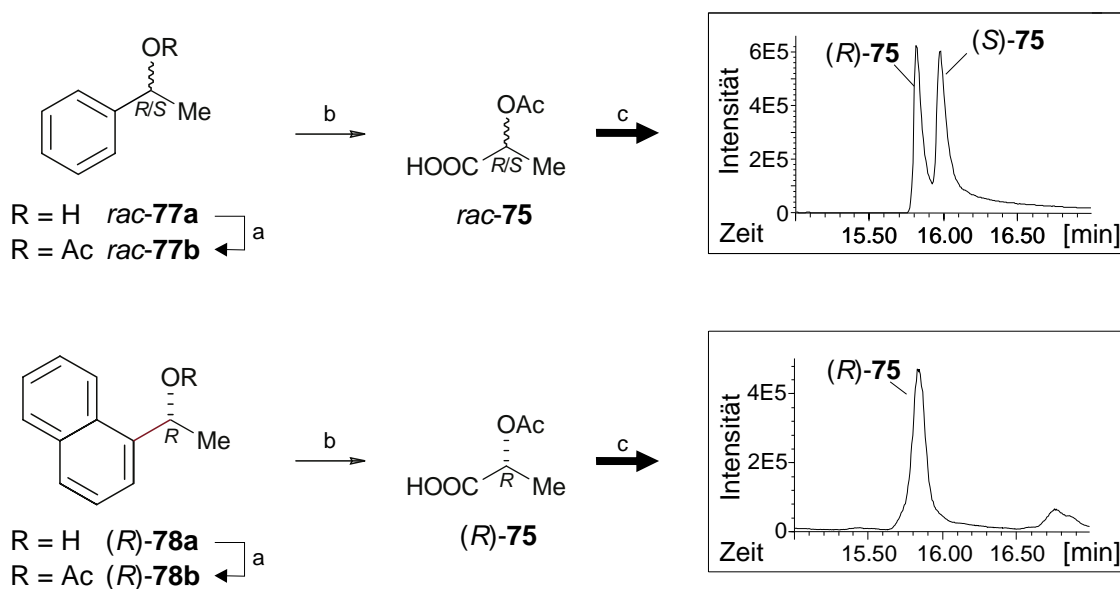 OR
R/S
Me
R = H rac-77a
R = Ac rac-77b
a
b
OAc
HOOC
R/S
Me
rac-75
c
Intensität
6E5
4E5
2E5
0
(R)-75
(S)-75
Zeit
15.50 16.00 16.50 [min]
OR
R
Me
R = H (R)-78a
R = Ac (R)-78b
a
b
OAc
HOOC
R
Me
(R)-75
c
Intensität
4E5
2E5
0
(R)-75
Zeit
15.50 16.00 16.50 [min]